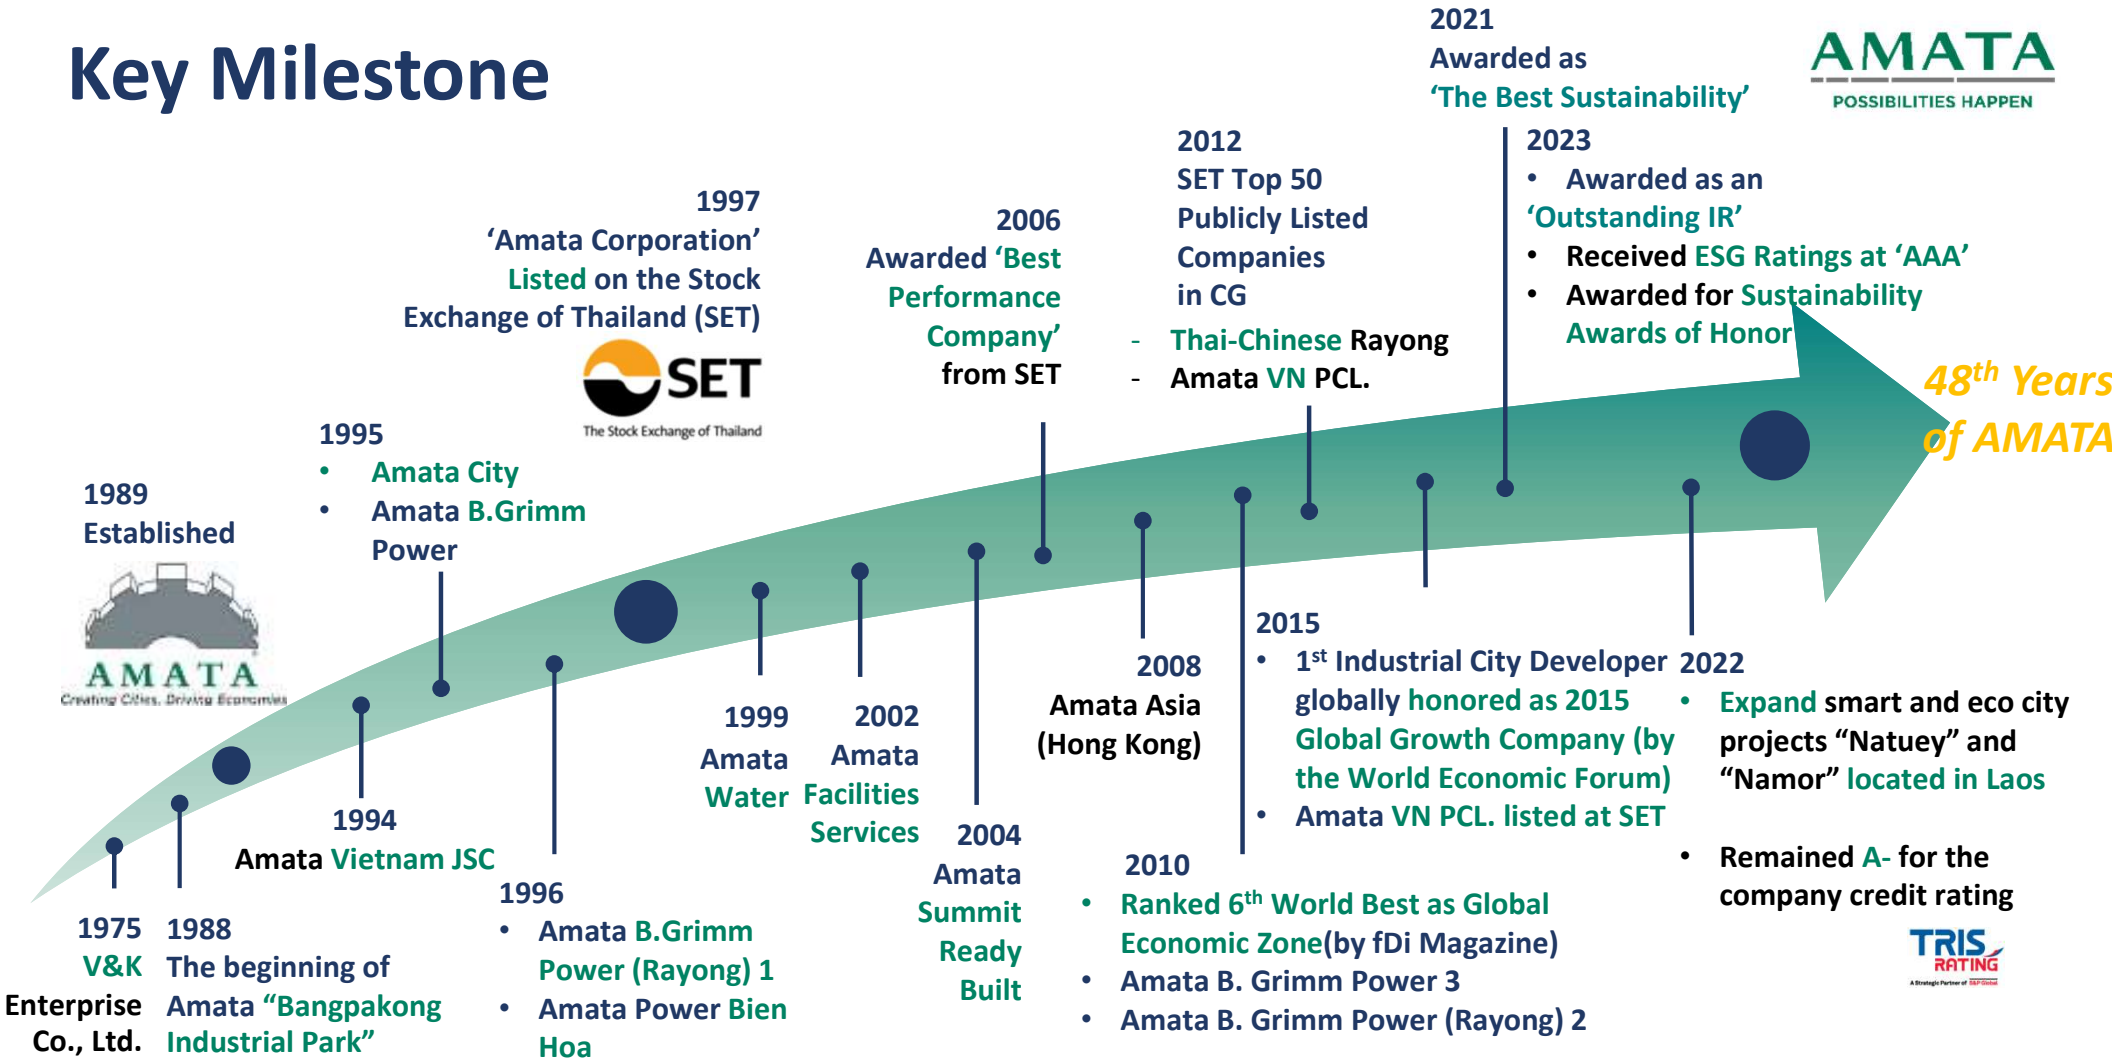 Key Milestone
AMATA
POSSIBILITIES HAPPEN
1975
V&K
Enterprise
Co., Ltd.
1988
The beginning of
Amata “Bangpakong
Industrial Park”
1989
Established
AMATA
Creating Cities, Driving Economies
1994
Amata Vietnam JSC
1995
• Amata City
• Amata B.Grimm
Power
1996
• Amata B.Grimm
Power (Rayong) 1
• Amata Power Bien
Hoa
1997
‘Amata Corporation’
Listed on the Stock
Exchange of Thailand (SET)
SET
The Stock Exchange of Thailand
1999
Amata
Water
2002
Amata
Facilities
Services
2004
Amata
Summit
Ready
Built
2006
Awarded ‘Best
Performance
Company’
from SET
2008
Amata Asia
(Hong Kong)
2010
• Ranked 6th World Best as Global
Economic Zone(by fDi Magazine)
• Amata B. Grimm Power 3
• Amata B. Grimm Power (Rayong) 2
2012
SET Top 50
Publicly Listed
Companies
in CG
- Thai-Chinese Rayong
- Amata VN PCL.
2015
• 1st Industrial City Developer
globally honored as 2015
Global Growth Company (by
the World Economic Forum)
• Amata VN PCL. listed at SET
2021
Awarded as
‘The Best Sustainability’
2022
• Expand smart and eco city
projects “Natuey” and
“Namor” located in Laos
• Remained A- for the
company credit rating
TRIS
RATING
A Strategic Partner of S&P Global
2023
• Awarded as an
‘Outstanding IR’
• Received ESG Ratings at ‘AAA’
• Awarded for Sustainability
Awards of Honor
48th Years
of AMATA